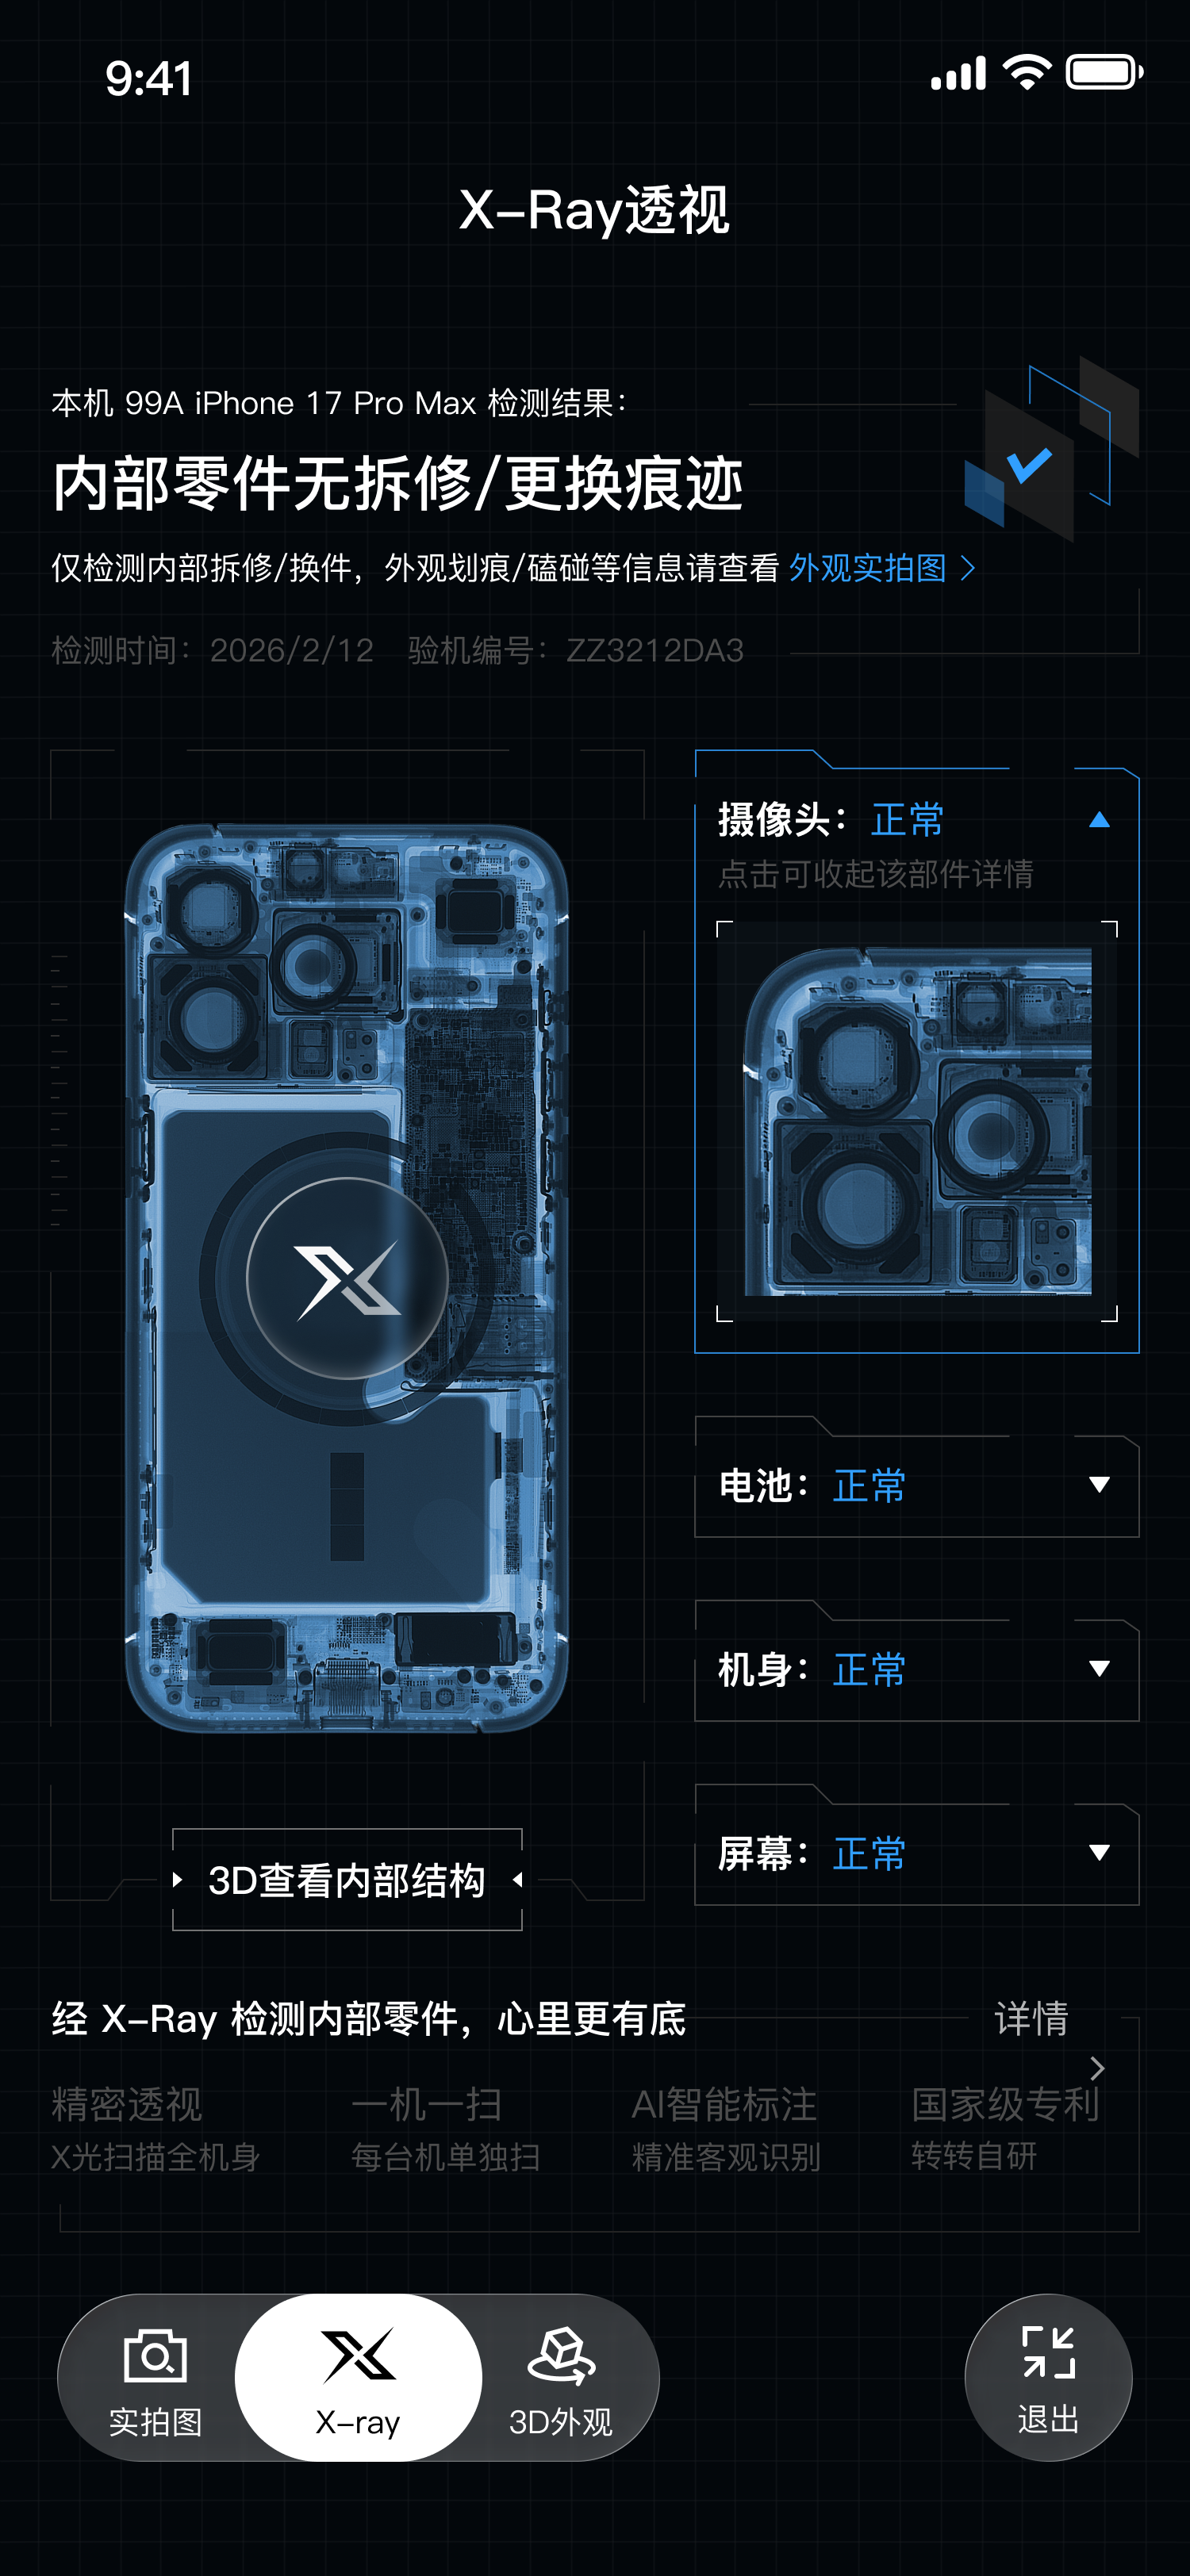 9:41
X-Ray透视
本机 99A iPhone 17 Pro Max 检测结果：
内部零件无拆修/更换痕迹
仅检测内部拆修/换件，外观划痕/磕碰等信息请查看 外观实拍图
检测时间：2026/2/12 验机编号：ZZ3212DA3
摄像头：正常
点击可收起该部件详情
电池：正常
机身：正常
屏幕：正常
3D查看内部结构
经 X-Ray 检测内部零件，心里更有底 详情
精密透视 一机一扫 AI智能标注 国家级专利
X光扫描全机身 每台机单独扫 精准客观识别 转转自研
实拍图 X-ray 3D外观 退出